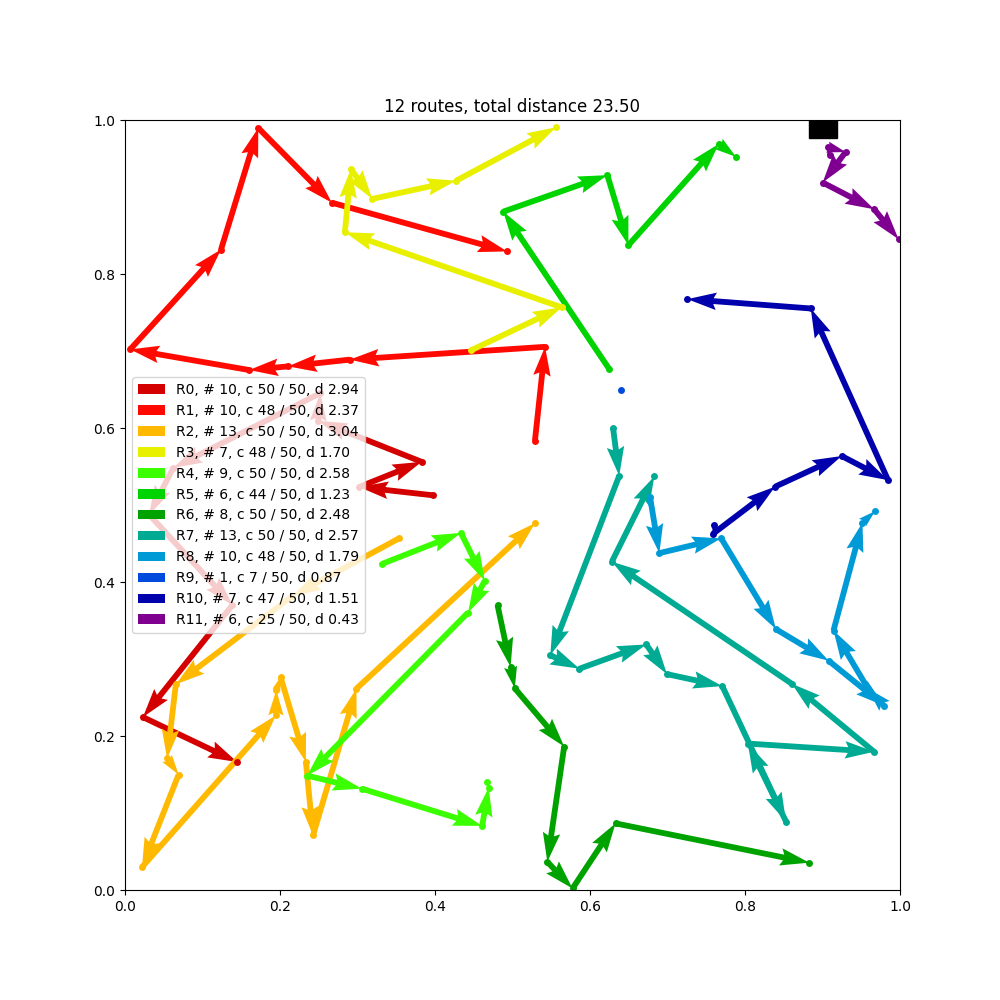 12 routes, total distance 23.50
1.0
0.8
0.6
0.4
0.2
0.0
R0, # 10, c 50 / 50, d 2.94
R1, # 10, c 48 / 50, d 2.37
R2, # 13, c 50 / 50, d 3.04
R3, # 7, c 48 / 50, d 1.70
R4, # 9, c 50 / 50, d 2.58
R5, # 6, c 44 / 50, d 1.23
R6, # 8, c 50 / 50, d 2.48
R7, # 13, c 50 / 50, d 2.57
R8, # 10, c 48 / 50, d 1.79
R9, # 1, c 7 / 50, d 0.87
R10, # 7, c 47 / 50, d 1.51
R11, # 6, c 25 / 50, d 0.43
0.0 0.2 0.4 0.6 0.8 1.0